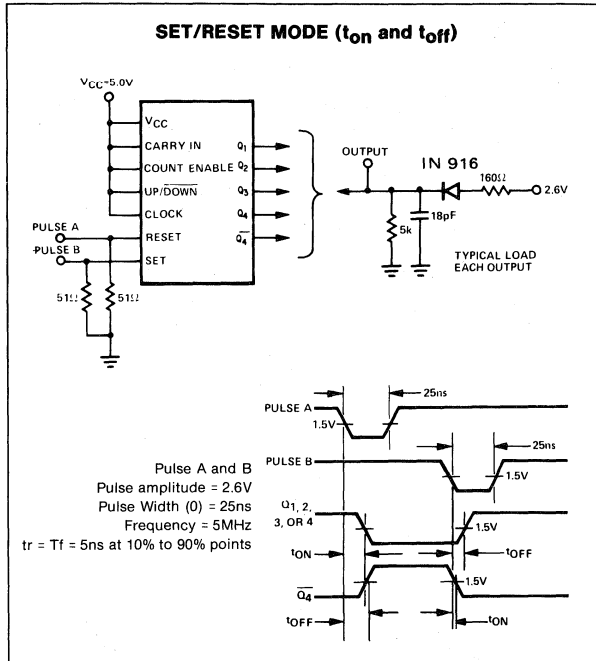 SET/RESET MODE (ton and toff)
VCC=5.0V
VCC
CARRY IN
COUNT ENABLE
UP/DOWN
CLOCK
RESET
SET
Q1
Q2
Q3
Q4
Q4
PULSE A
PULSE B
51Ω
51Ω
OUTPUT
IN 916
160Ω
2.6V
5k
18pF
TYPICAL LOAD
EACH OUTPUT
25ns
PULSE A
1.5V
25ns
PULSE B
1.5V
Pulse A and B
Pulse amplitude = 2.6V
Pulse Width (0) = 25ns
Frequency = 5MHz
tr = Tf = 5ns at 10% to 90% points
Q1, 2,
3, OR 4
1.5V
tON
tOFF
1.5V
Q4
tOFF
tON